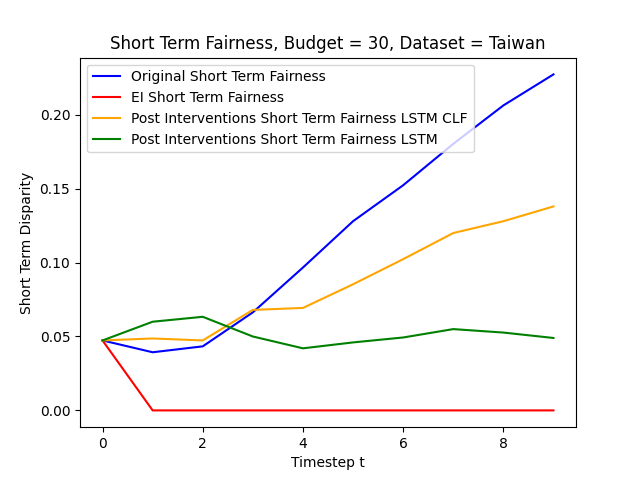 Short Term Fairness, Budget = 30, Dataset = Taiwan
Original Short Term Fairness
EI Short Term Fairness
Post Interventions Short Term Fairness LSTM CLF
Post Interventions Short Term Fairness LSTM
Short Term Disparity
0.20
0.15
0.10
0.05
0.00
0 2 4 6 8
Timestep t